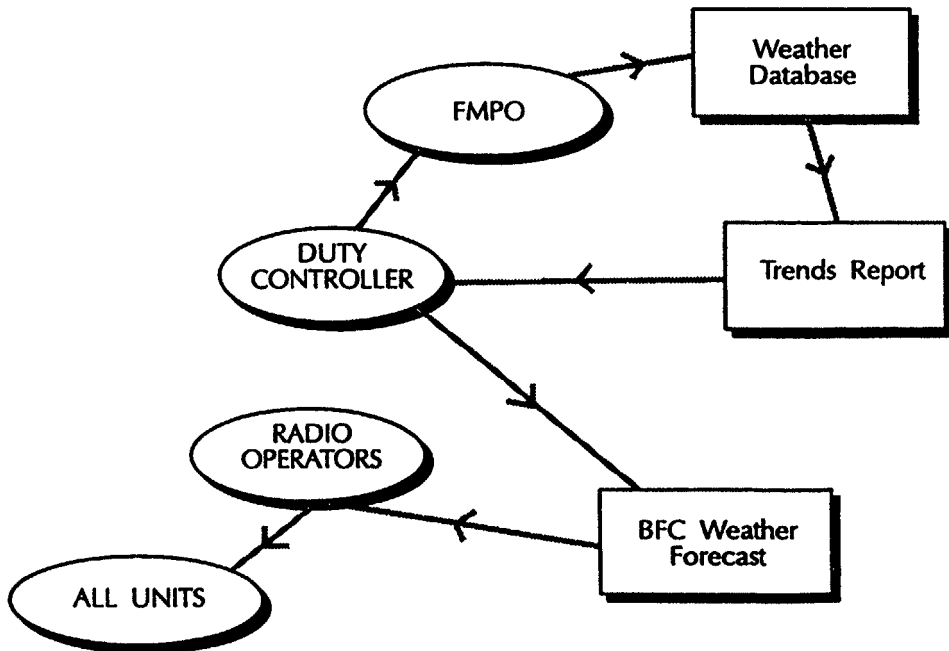 Weather
Database
FMPO
DUTY
CONTROLLER
Trends Report
RADIO
OPERATORS
BFC Weather
Forecast
ALL UNITS